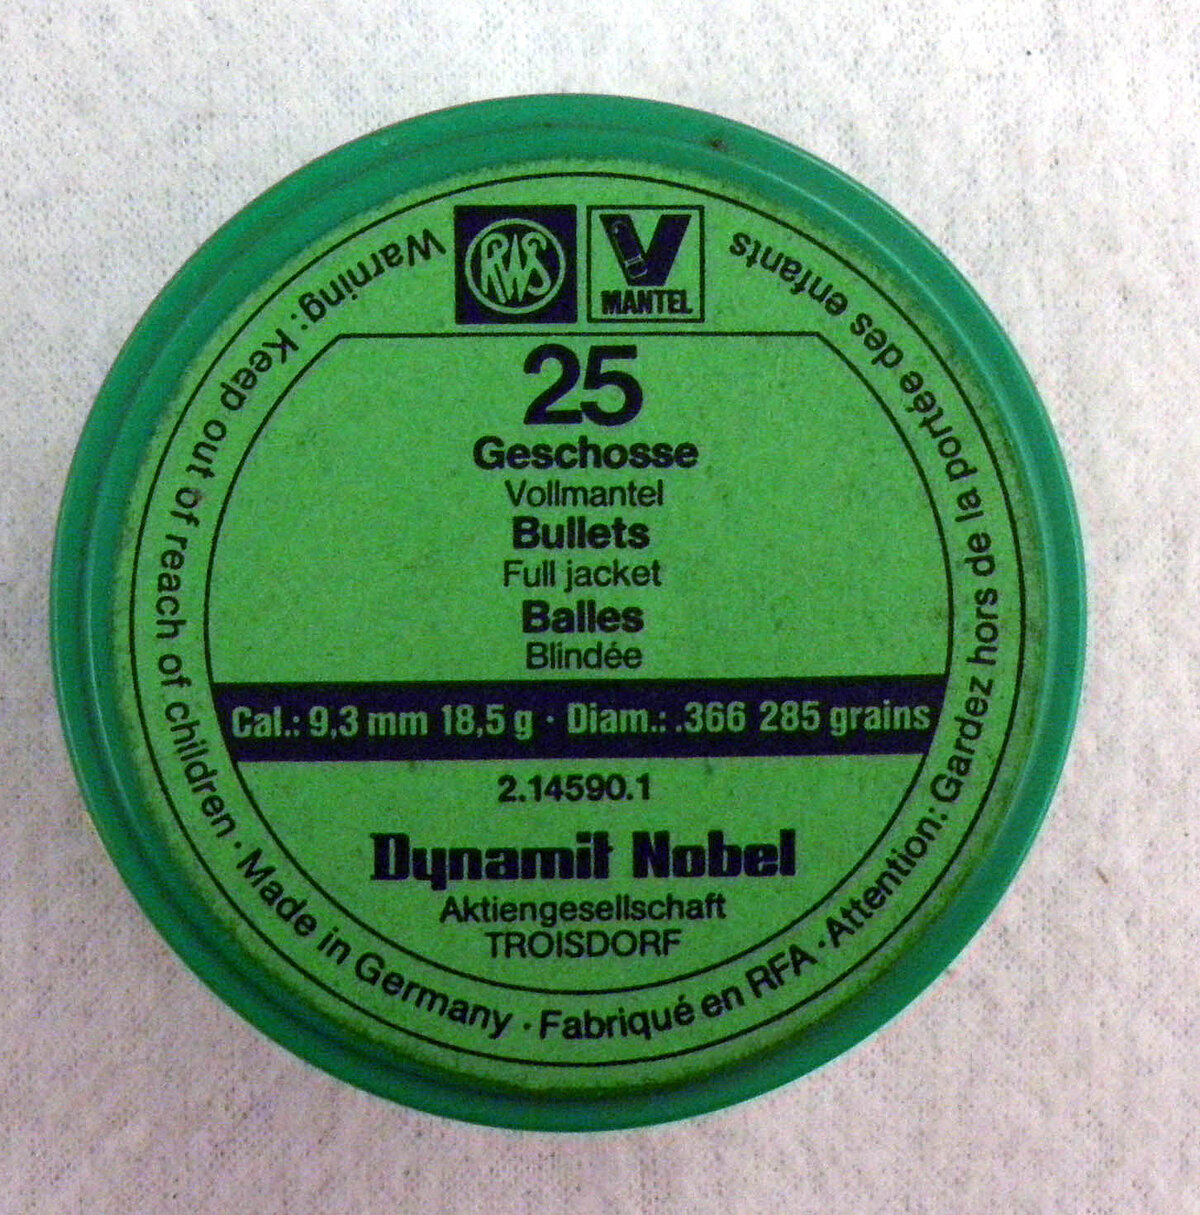 RWS
V
MANTEL
25
Geschosse
Vollmantel
Bullets
Full jacket
Balles
Blindée
Cal.: 9,3 mm 18,5 g · Diam.: .366 285 grains
2.14590.1
Dynamit Nobel
Aktiengesellschaft
TROISDORF
Warning: Keep out of reach of children · Made in Germany · Fabriqué en RFA · Attention: Gardez hors de la portée des enfants